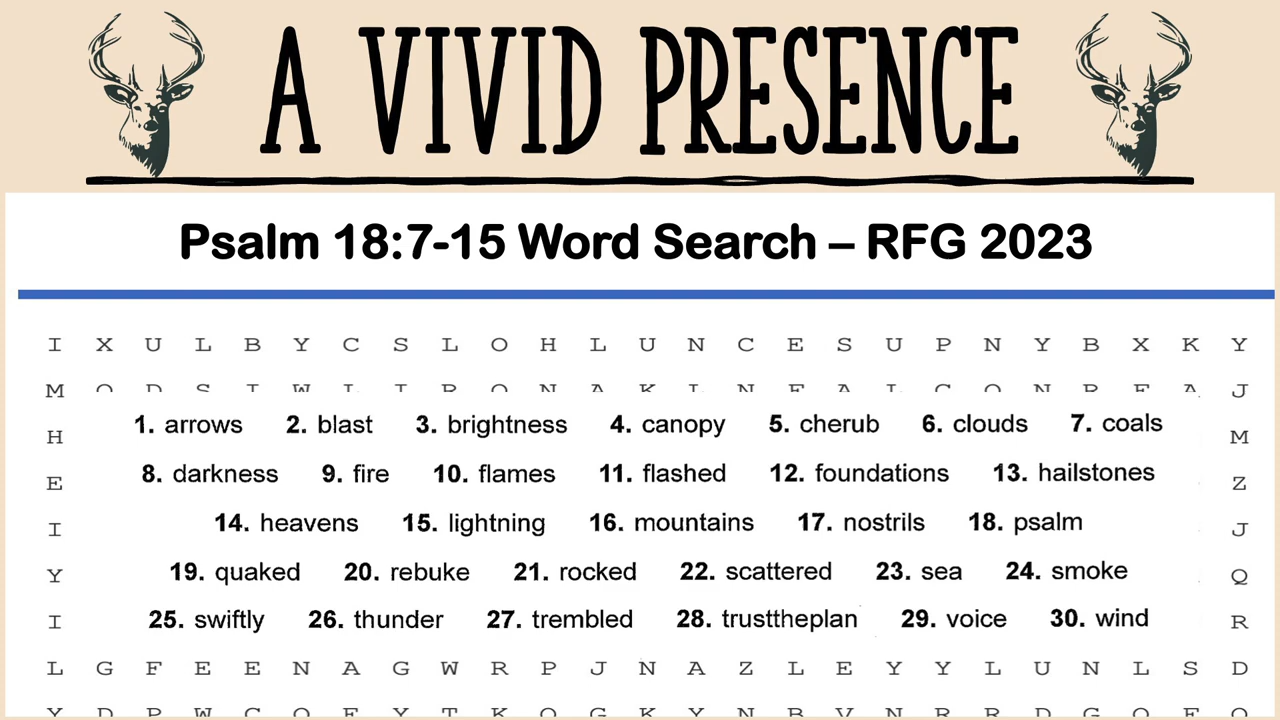 A VIVID PRESENCE
Psalm 18:7-15 Word Search – RFG 2023
I X U L B Y C S L O H L U N C E S U P N Y B X K Y
M J
1. arrows 2. blast 3. brightness 4. canopy 5. cherub 6. clouds 7. coals
H M
8. darkness 9. fire 10. flames 11. flashed 12. foundations 13. hailstones
E Z
14. heavens 15. lightning 16. mountains 17. nostrils 18. psalm
I J
19. quaked 20. rebuke 21. rocked 22. scattered 23. sea 24. smoke
Y Q
25. swiftly 26. thunder 27. trembled 28. trusttheplan 29. voice 30. wind
I R
L G F E E N A G W R P J N A Z L E Y Y L U N L S D